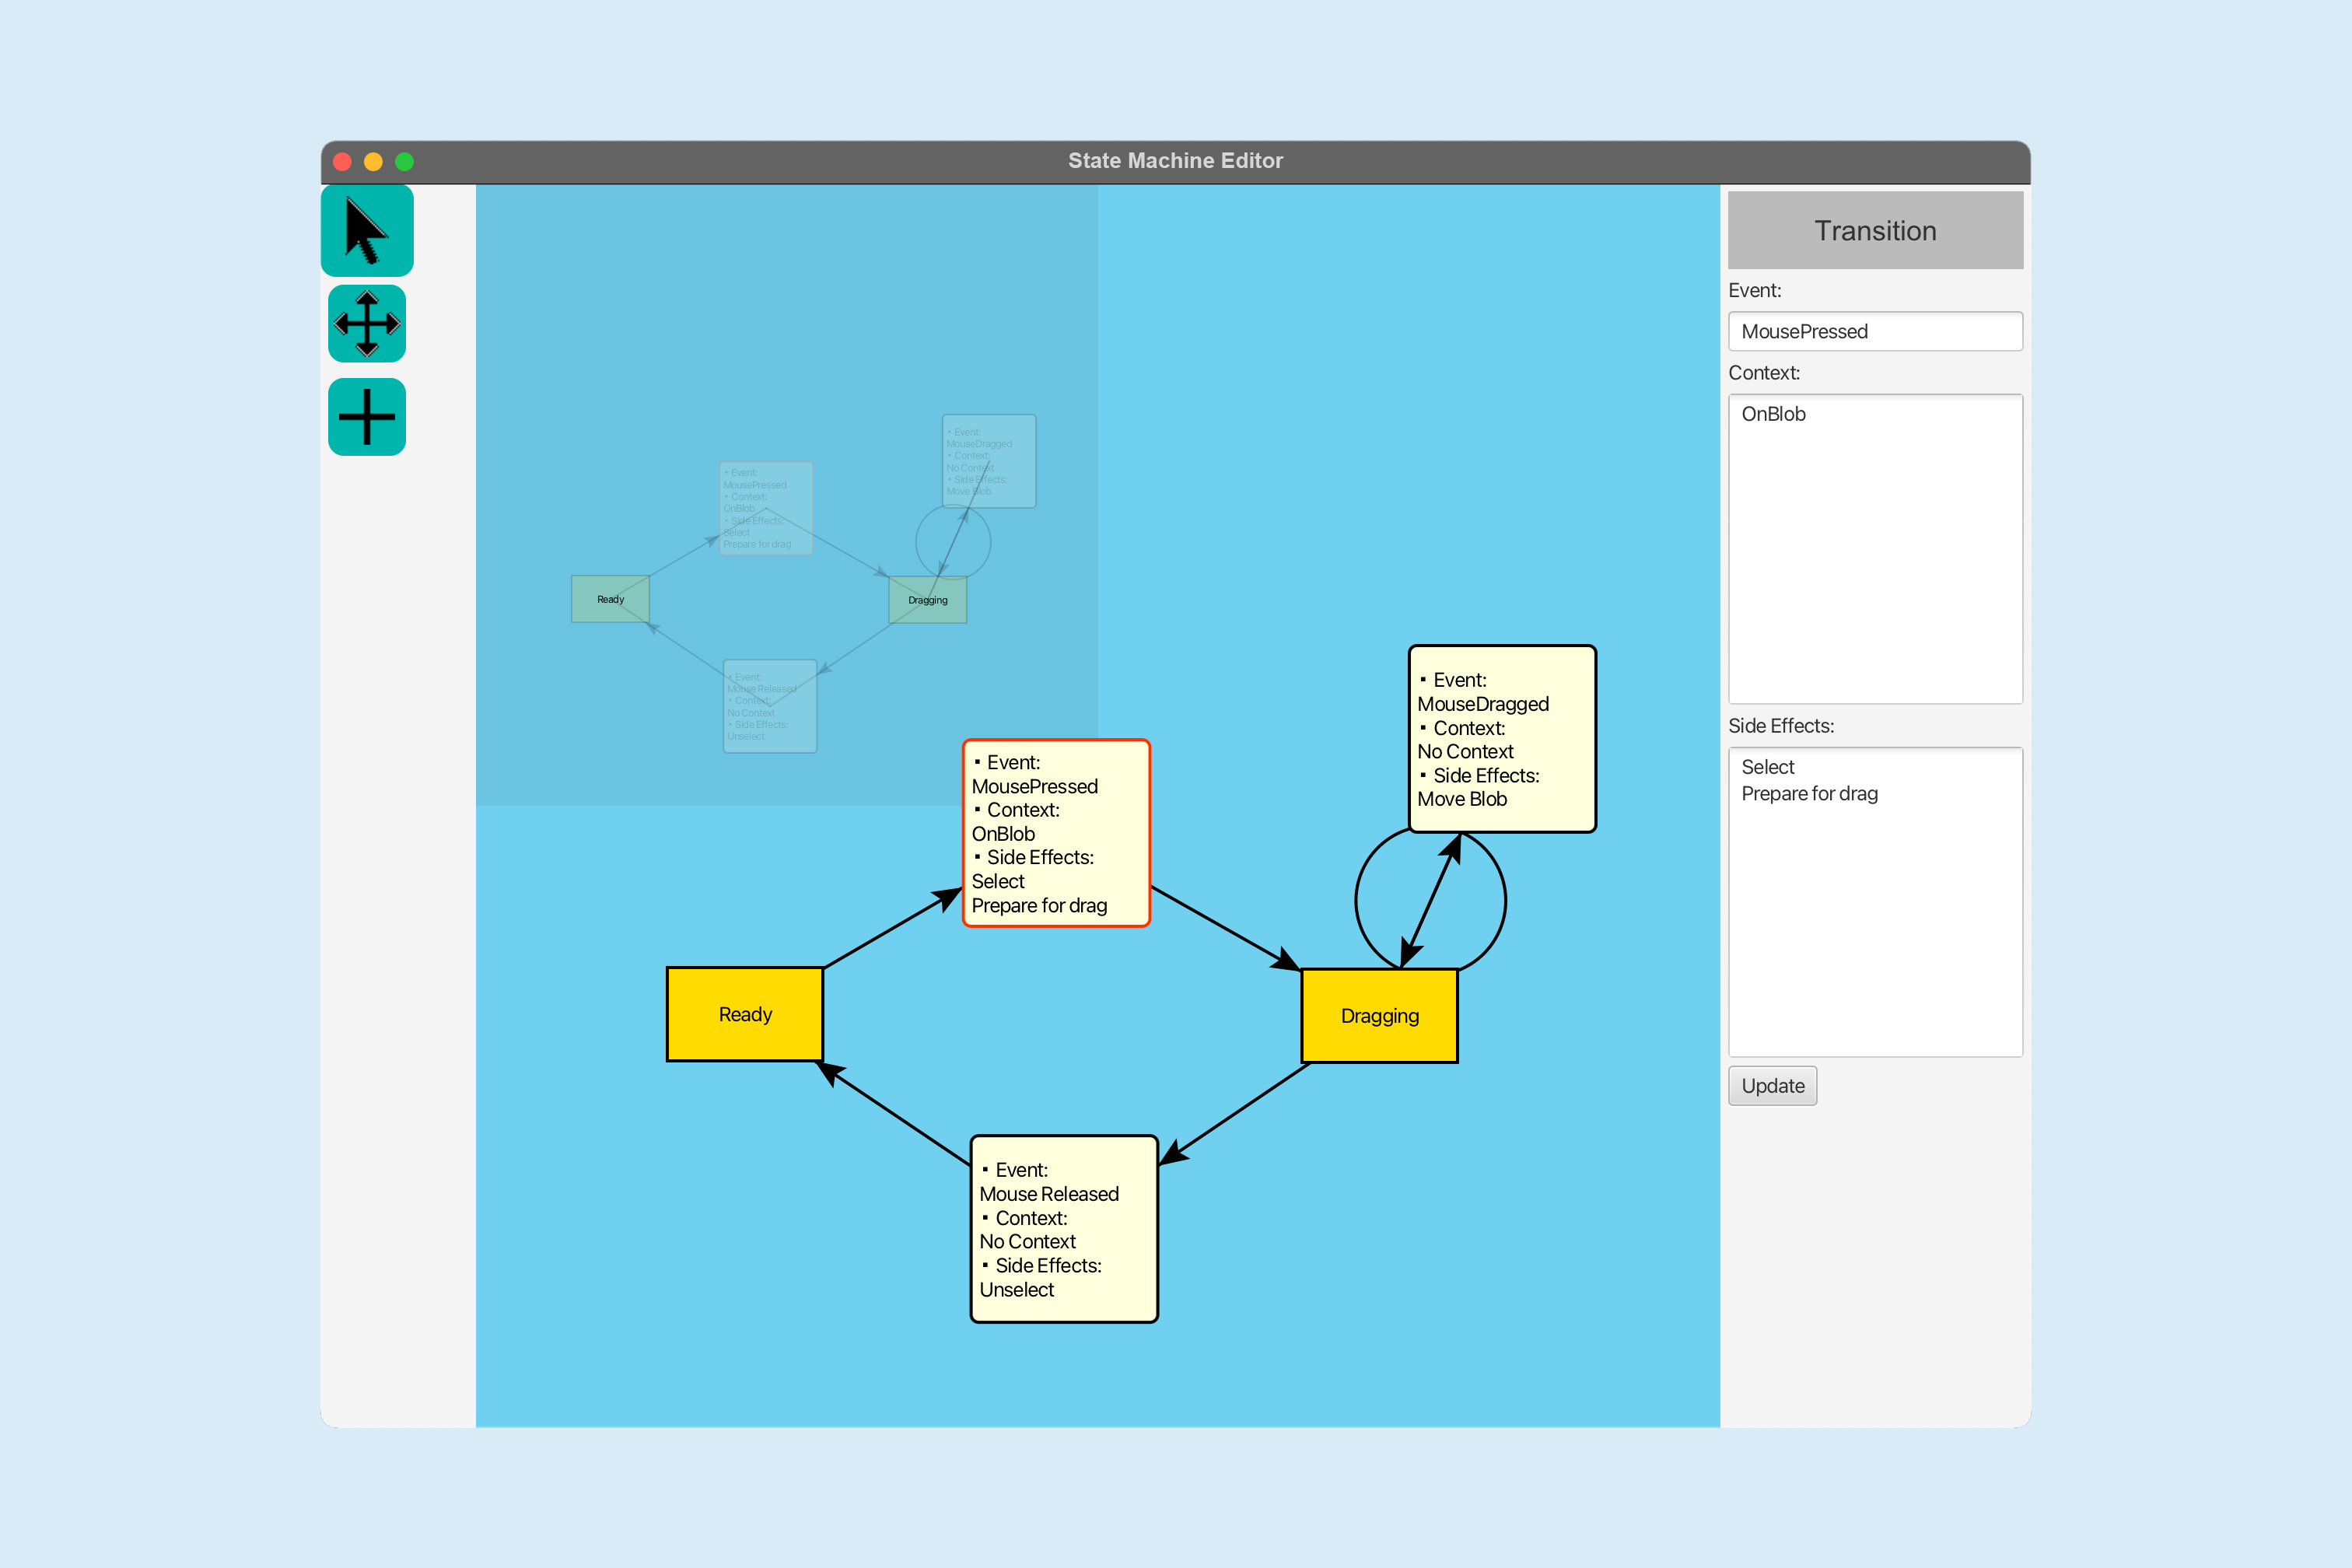 State Machine Editor
• Event:
MouseDragged
• Context:
No Context
• Side Effects:
Move Blob
• Event:
MousePressed
• Context:
OnBlob
• Side Effects:
Select
Prepare for drag
Ready
Dragging
• Event:
Mouse Released
• Context:
No Context
• Side Effects:
Unselect
▪ Event:
MouseDragged
▪ Context:
No Context
▪ Side Effects:
Move Blob
▪ Event:
MousePressed
▪ Context:
OnBlob
▪ Side Effects:
Select
Prepare for drag
Ready
Dragging
▪ Event:
Mouse Released
▪ Context:
No Context
▪ Side Effects:
Unselect
Transition
Event:
MousePressed
Context:
OnBlob
Side Effects:
Select
Prepare for drag
Update